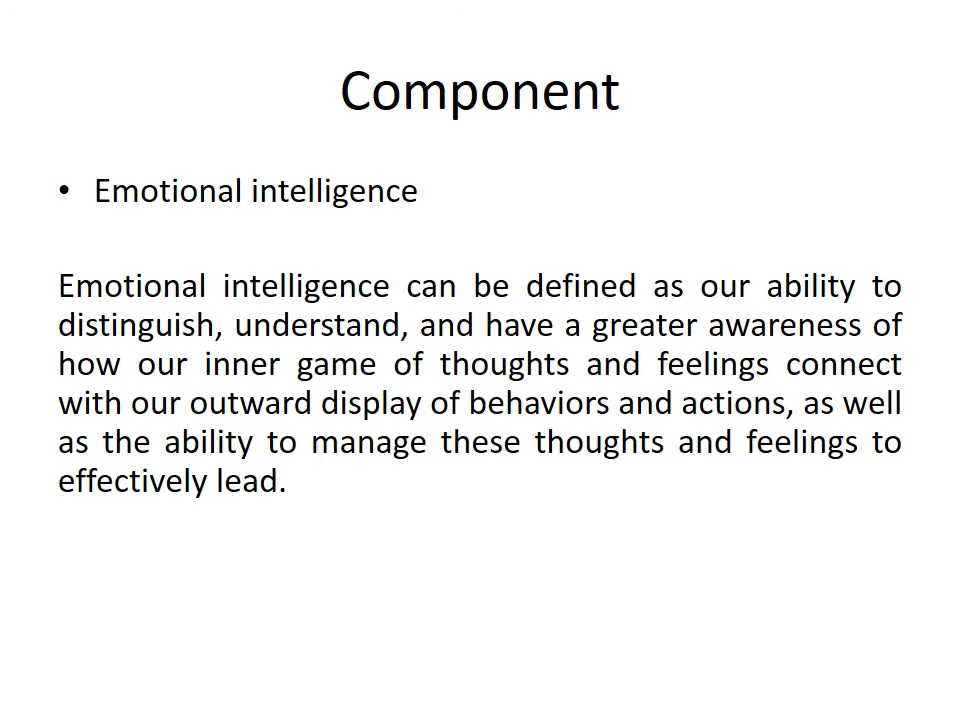 Component
• Emotional intelligence
Emotional intelligence can be defined as our ability to
distinguish, understand, and have a greater awareness of
how our inner game of thoughts and feelings connect
with our outward display of behaviors and actions, as well
as the ability to manage these thoughts and feelings to
effectively lead.